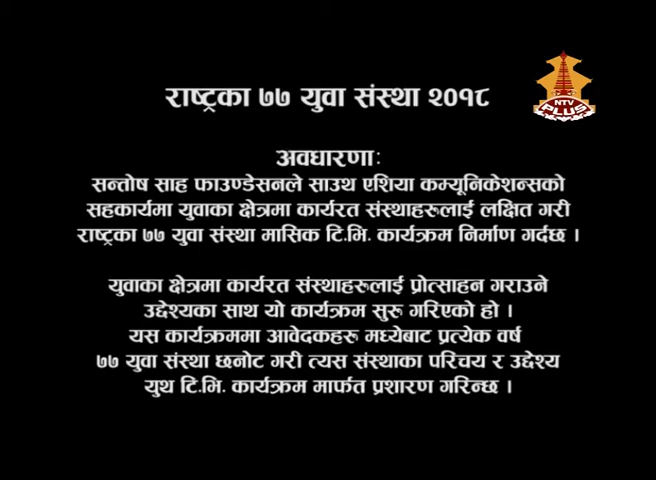 राष्ट्रका ७७ युवा संस्था २०१८
NTV
PLUS
अवधारणा:
सन्तोष साह फाउण्डेसनले साउथ एशिया कम्यूनिकेशन्सको
सहकार्यमा युवाका क्षेत्रमा कार्यरत संस्थाहरुलाई लक्षित गरी
राष्ट्रका ७७ युवा संस्था मासिक टि.भि. कार्यक्रम निर्माण गर्दछ ।
युवाका क्षेत्रमा कार्यरत संस्थाहरुलाई प्रोत्साहन गराउने
उद्देश्यका साथ यो कार्यक्रम सुरु गरिएको हो ।
यस कार्यक्रममा आवेदकहरु मध्येबाट प्रत्येक वर्ष
७७ युवा संस्था छनोट गरी त्यस संस्थाका परिचय र उद्देश्य
युथ टि.भि. कार्यक्रम मार्फत प्रशारण गरिन्छ ।